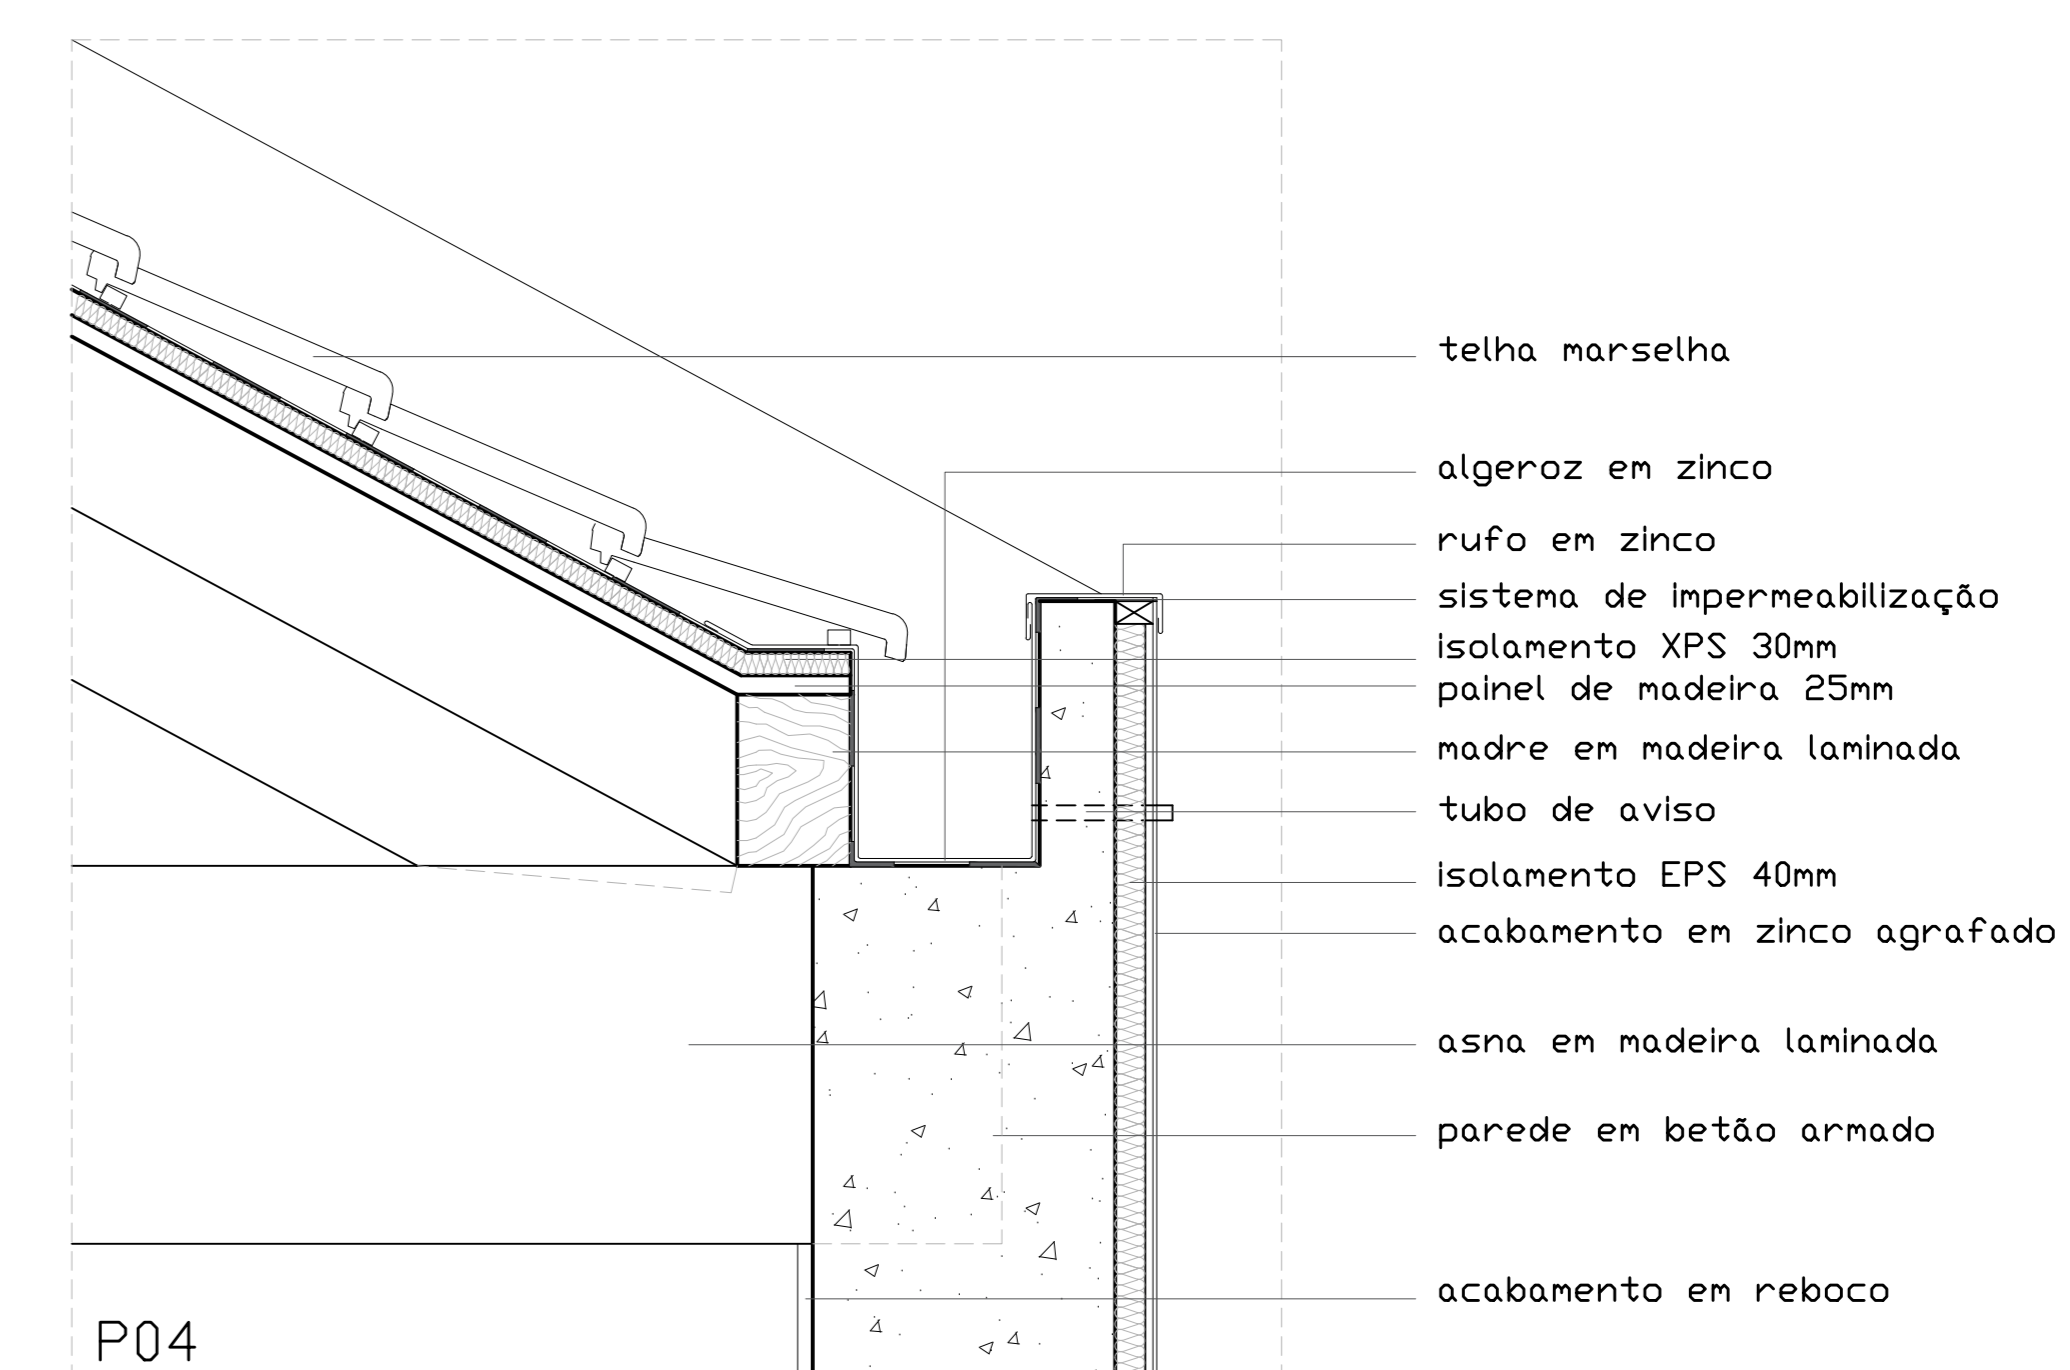 telha marselha
algeroz em zinco
rufo em zinco
sistema de impermeabilização
isolamento XPS 30mm
painel de madeira 25mm
madre em madeira laminada
tubo de aviso
isolamento EPS 40mm
acabamento em zinco agrafado
asna em madeira laminada
parede em betão armado
acabamento em reboco
P04